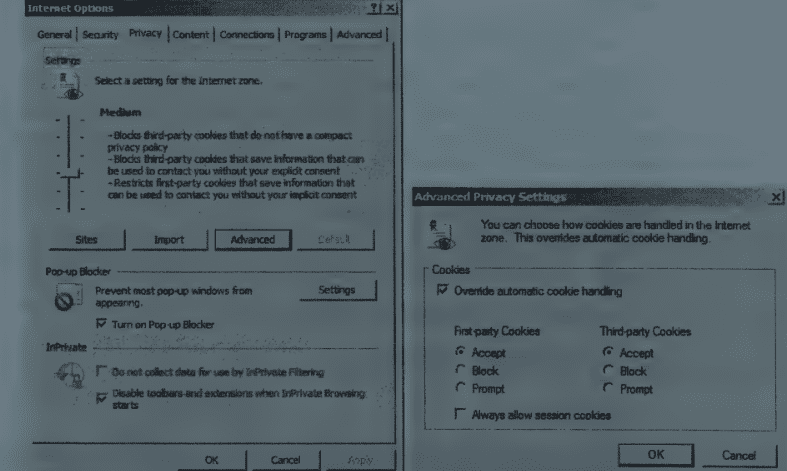 Internet Options
General Security Privacy Content Connections Programs Advanced
Settings
Select a setting for the Internet zone.
Medium
- Blocks third-party cookies that do not have a compact
privacy policy
- Blocks third-party cookies that save information that can
be used to contact you without your explicit consent
- Restricts first-party cookies that save information that
can be used to contact you without your implicit consent
Sites Import Advanced Default
Pop-up Blocker
Prevent most pop-up windows from
appearing.
Settings
Turn on Pop-up Blocker
InPrivate
Do not collect data for use by InPrivate Filtering
Disable toolbars and extensions when InPrivate Browsing
starts
OK Cancel Apply
Advanced Privacy Settings
You can choose how cookies are handled in the Internet
zone. This overrides automatic cookie handling.
Cookies
Override automatic cookie handling
First-party Cookies Third-party Cookies
Accept Accept
Block Block
Prompt Prompt
Always allow session cookies
OK Cancel